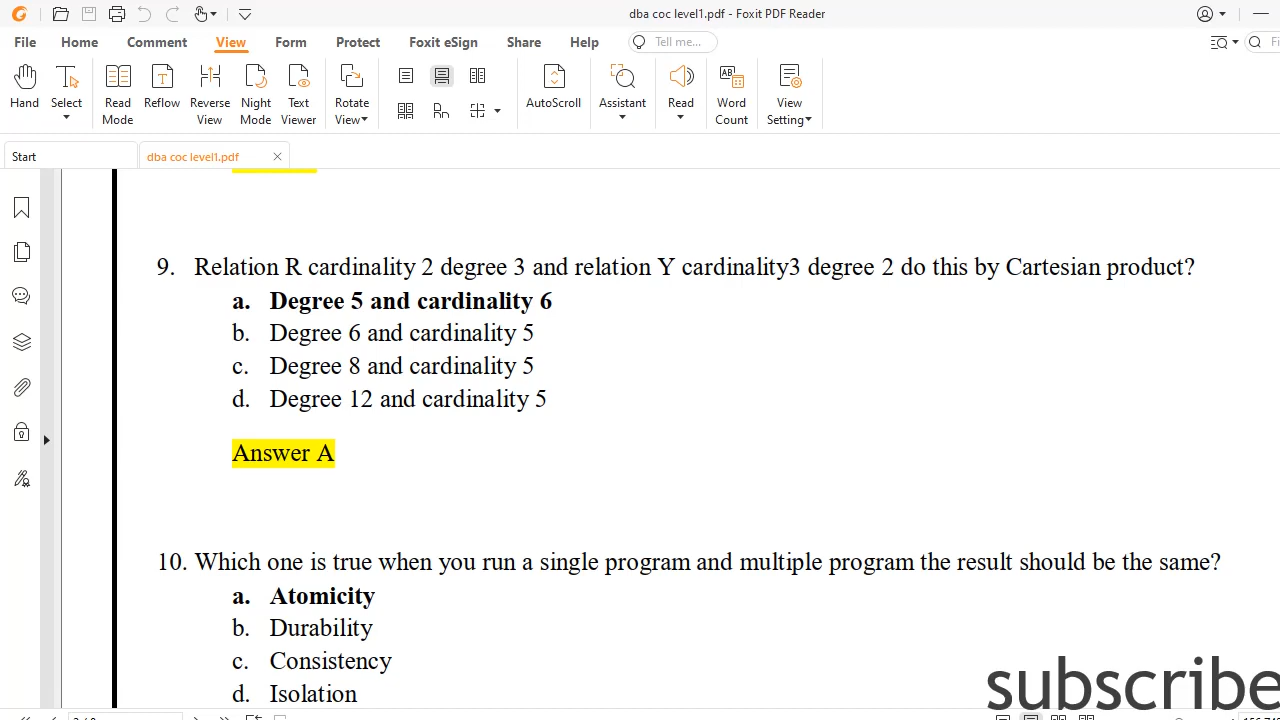 dba coc level1.pdf - Foxit PDF Reader
File Home Comment View Form Protect Foxit eSign Share Help Tell me... Fi
Hand Select Read Mode Reflow Reverse View Night Mode Text Viewer Rotate View AutoScroll Assistant Read Word Count View Setting
Start dba coc level1.pdf
9. Relation R cardinality 2 degree 3 and relation Y cardinality3 degree 2 do this by Cartesian product?
a. Degree 5 and cardinality 6
b. Degree 6 and cardinality 5
c. Degree 8 and cardinality 5
d. Degree 12 and cardinality 5
Answer A
10. Which one is true when you run a single program and multiple program the result should be the same?
a. Atomicity
b. Durability
c. Consistency
d. Isolation
subscribe